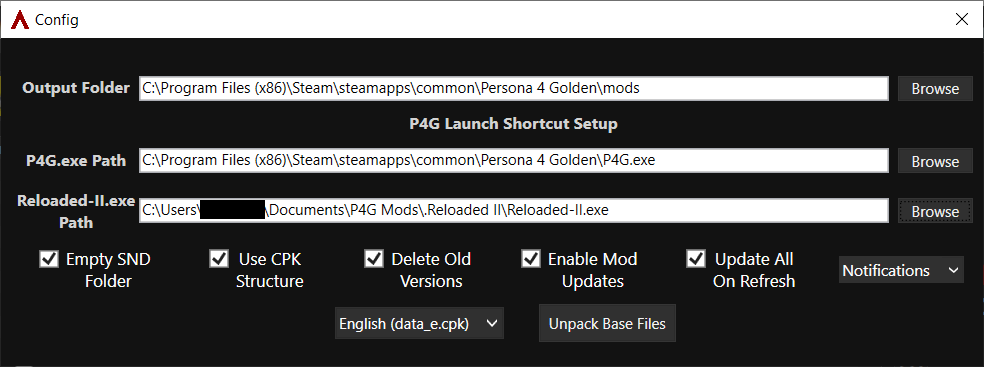 Config
Output Folder C:\Program Files (x86)\Steam\steamapps\common\Persona 4 Golden\mods Browse
P4G Launch Shortcut Setup
P4G.exe Path C:\Program Files (x86)\Steam\steamapps\common\Persona 4 Golden\P4G.exe Browse
Reloaded-II.exe
Path C:\Users\ \Documents\P4G Mods\.Reloaded II\Reloaded-II.exe Browse
Empty SND Use CPK Delete Old Enable Mod Update All
Folder Structure Versions Updates On Refresh Notifications
English (data_e.cpk) Unpack Base Files